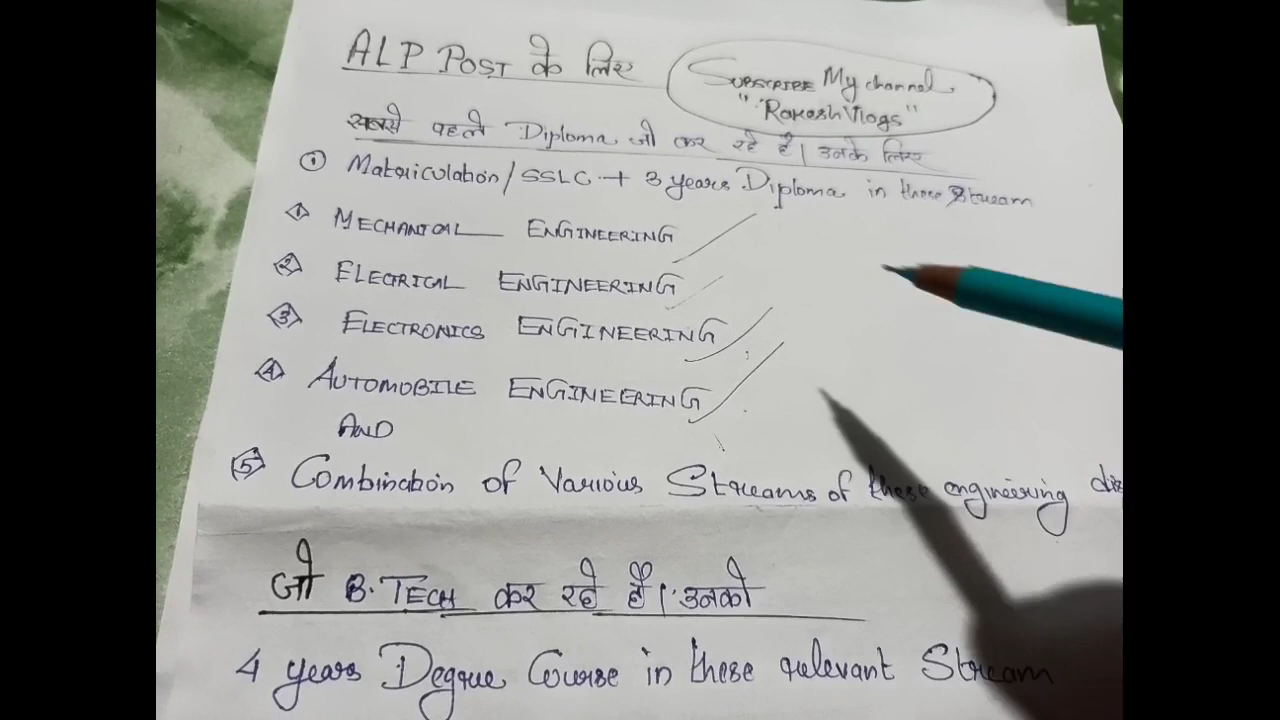 ALP POST के लिए
SUBSCRIBE My channel
"RakeshVlogs"
सबसे पहले Diploma जो कर रहे है। उनके लिए
① Matriculation/SSLC + 3 years Diploma in these Stream
1 MECHANICAL ENGINEERING
2 ELECTRICAL ENGINEERING
3 ELECTRONICS ENGINEERING
4 AUTOMOBILE ENGINEERING
AND
5 Combination of Various Streams of these engineering
जो B.TECH कर रहे हैं। उनको
4 years Degree Course in these relevant Stream